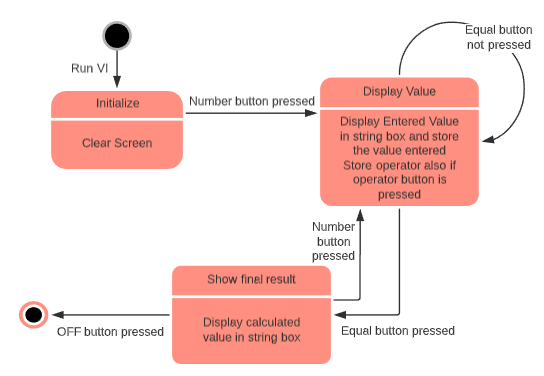 Run VI
Initialize
Clear Screen
Number button pressed
Equal button
not pressed
Display Value
Display Entered Value
in string box and store
the value entered
Store operator also if
operator button is
pressed
Number
button
pressed
Equal button pressed
Show final result
Display calculated
value in string box
OFF button pressed